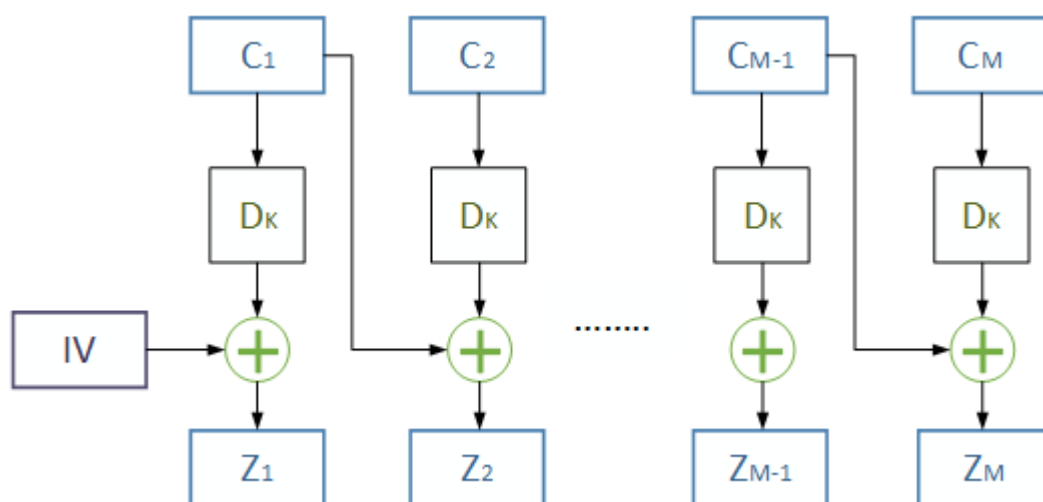 C1 C2 CM-1 CM
DK DK DK DK
IV ........
Z1 Z2 ZM-1 ZM